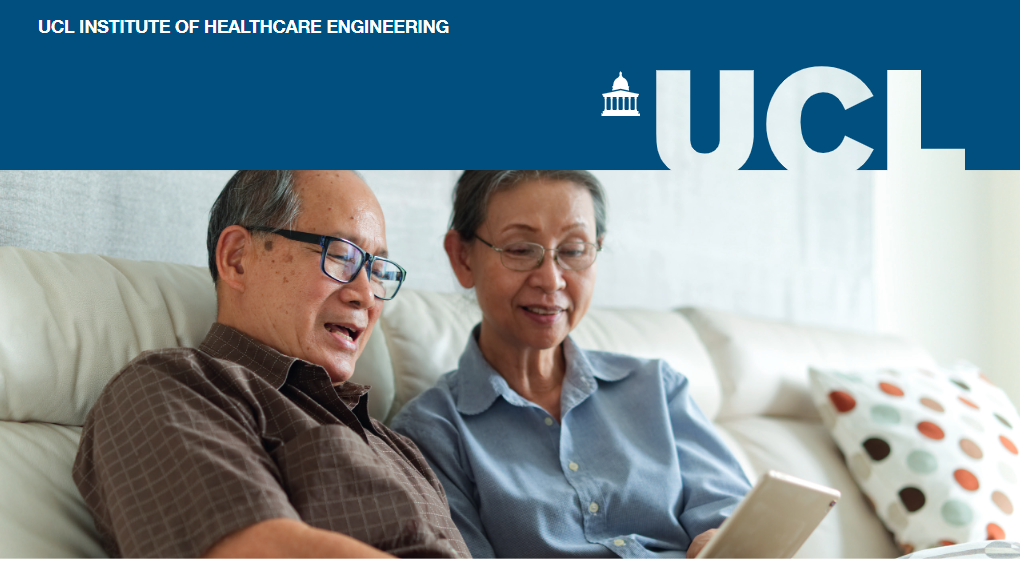 UCL INSTITUTE OF HEALTHCARE ENGINEERING
UCL